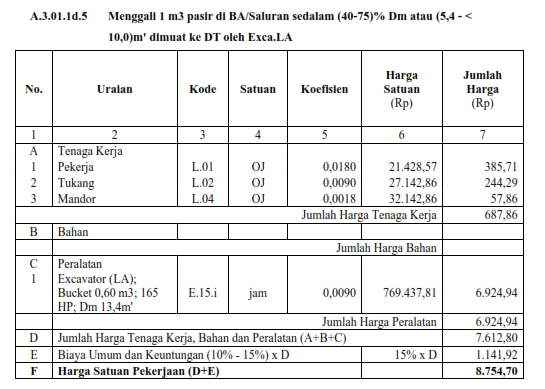 A.3.01.1d.5 Menggali 1 m3 pasir di BA/Saluran sedalam (40-75)% Dm atau (5,4 - <
10,0)m' dimuat ke DT oleh Exca.LA
No. Uraian Kode Satuan Koefisien Harga Satuan (Rp) Jumlah Harga (Rp)
1 2 3 4 5 6 7
A Tenaga Kerja
1 Pekerja L.01 OJ 0,0180 21.428,57 385,71
2 Tukang L.02 OJ 0,0090 27.142,86 244,29
3 Mandor L.04 OJ 0,0018 32.142,86 57,86
Jumlah Harga Tenaga Kerja 687,86
B Bahan
Jumlah Harga Bahan
C Peralatan
1 Excavator (LA);
Bucket 0,60 m3; 165 E.15.i jam 0,0090 769.437,81 6.924,94
HP; Dm 13,4m'
Jumlah Harga Peralatan 6.924,94
D Jumlah Harga Tenaga Kerja, Bahan dan Peralatan (A+B+C) 7.612,80
E Biaya Umum dan Keuntungan (10% - 15%) x D 15% x D 1.141,92
F Harga Satuan Pekerjaan (D+E) 8.754,70